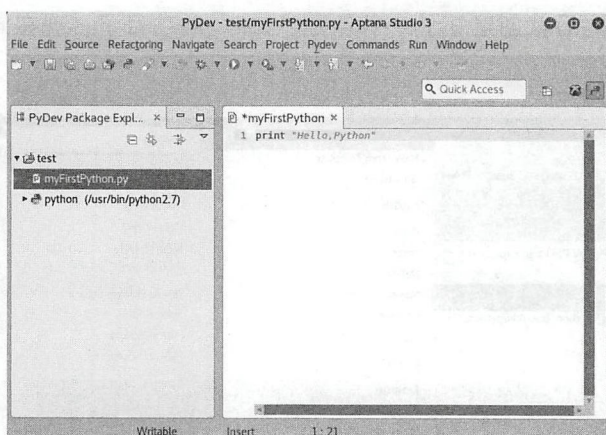 PyDev - test/myFirstPython.py - Aptana Studio 3
File Edit Source Refactoring Navigate Search Project Pydev Commands Run Window Help
Quick Access
PyDev Package Expl...
*myFirstPython
test
myFirstPython.py
python (/usr/bin/python2.7)
1 print "Hello,Python"
Writable Insert 1 : 21